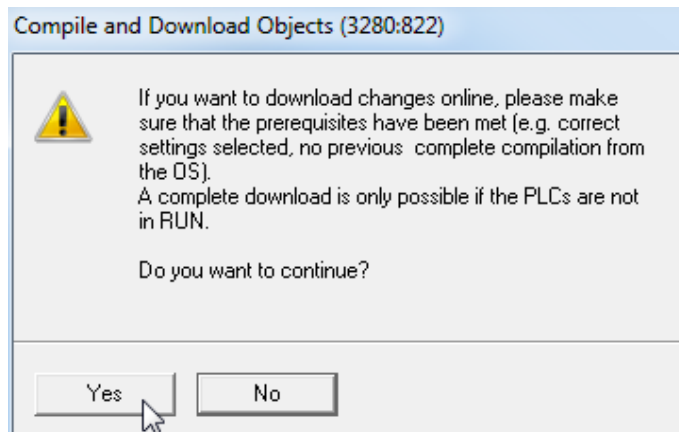 Compile and Download Objects (3280:822)
If you want to download changes online, please make
sure that the prerequisites have been met (e.g. correct
settings selected, no previous  complete compilation from
the OS).
A complete download is only possible if the PLCs are not
in RUN.
Do you want to continue?
Yes
No